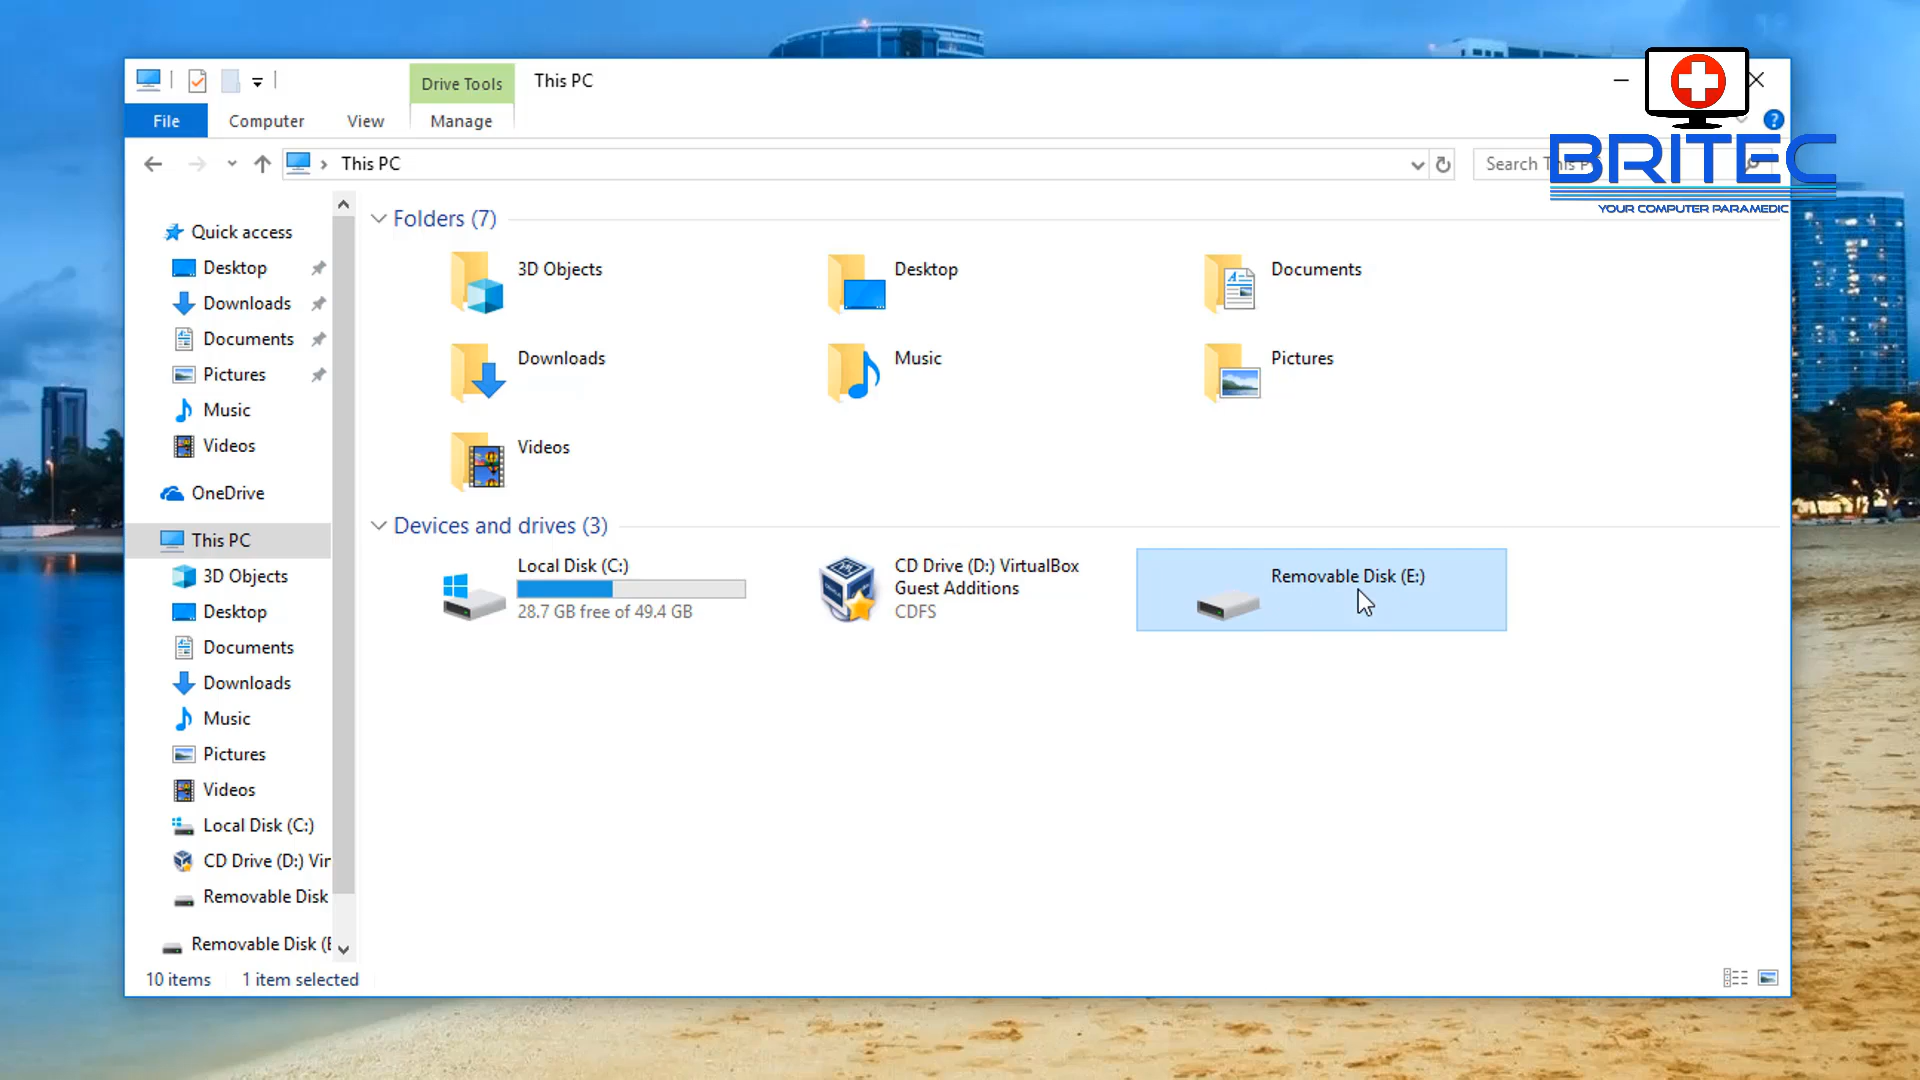 Drive Tools
This PC
File
Computer
View
Manage
This PC
Search This P
BRITEC
YOUR COMPUTER PARAMEDIC
Quick access
Desktop
Downloads
Documents
Pictures
Music
Videos
OneDrive
This PC
3D Objects
Desktop
Documents
Downloads
Music
Pictures
Videos
Local Disk (C:)
CD Drive (D:) Vir
Removable Disk
Removable Disk (E
Folders (7)
3D Objects
Desktop
Documents
Downloads
Music
Pictures
Videos
Devices and drives (3)
Local Disk (C:)
28.7 GB free of 49.4 GB
CD Drive (D:) VirtualBox
Guest Additions
CDFS
Removable Disk (E:)
10 items
1 item selected